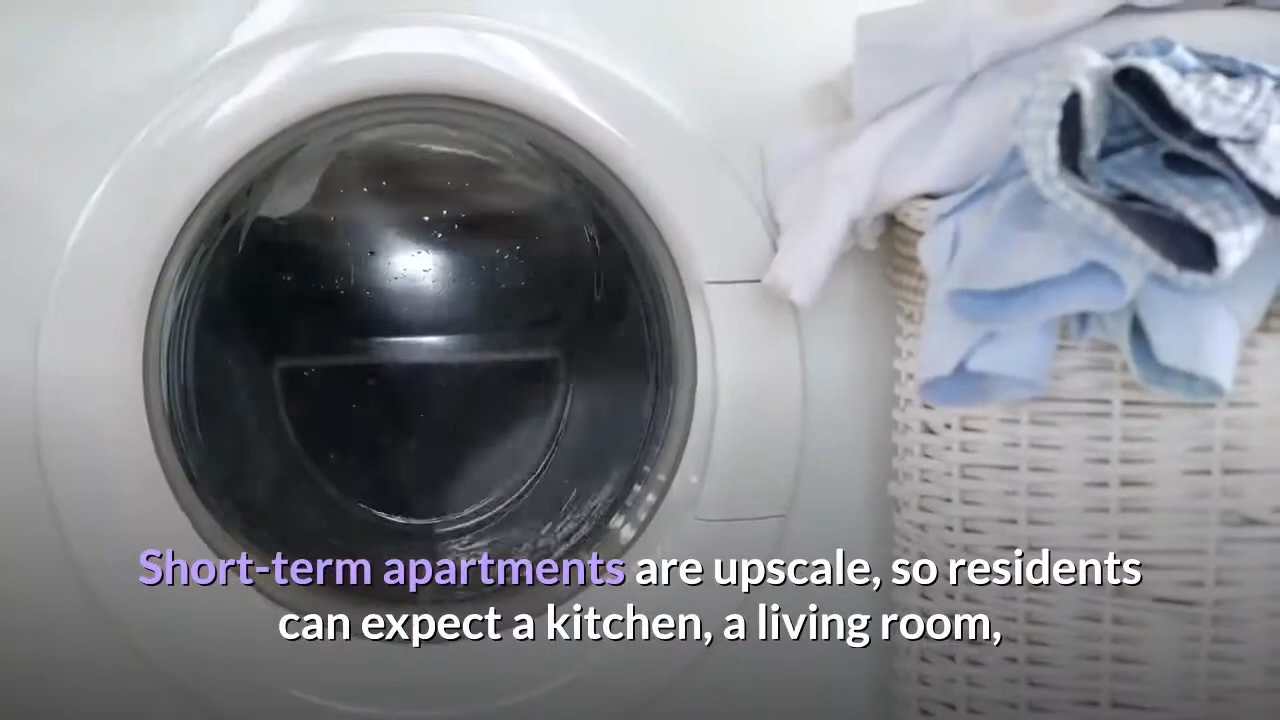 Short-term apartments are upscale, so residents
can expect a kitchen, a living room,